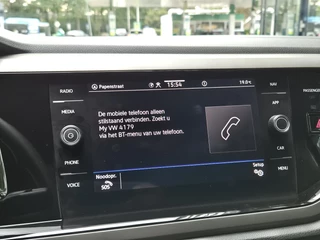 RADIO
MEDIA
PHONE
VOICE
Papenstraat
15:54
19.0°C
De mobiele telefoon alleen
stilstaand verbinden. Zoekt u
My VW 4179
via het BT-menu van uw telefoon.
Noodopr.
SOS
Setup
NAV
APP
CAR
MENU
PASSENGER